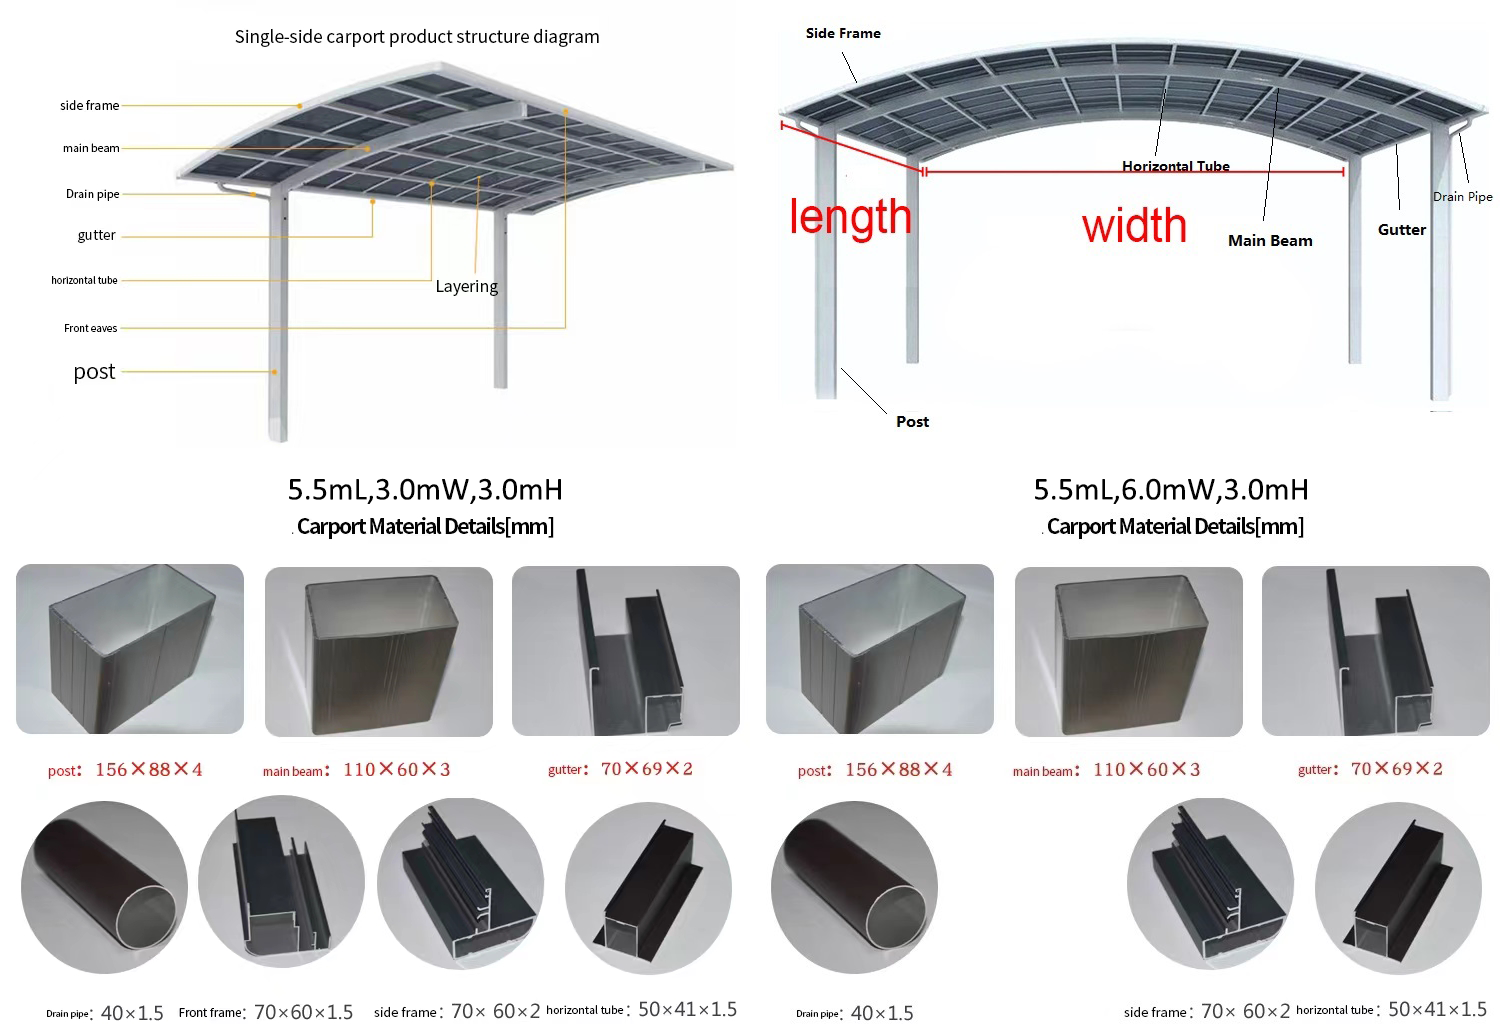 Single-side carport product structure diagram
side frame
main beam
Drain pipe
gutter
horizontal tube
Layering
Front eaves
post
Side Frame
Horizontal Tube
length
width
Drain Pipe
Gutter
Main Beam
Post
5.5mL,3.0mW,3.0mH
. Carport Material Details[mm]
post: 156×88×4
main beam: 110×60×3
gutter: 70×69×2
Drain pipe: 40×1.5
Front frame: 70×60×1.5
side frame: 70× 60×2
horizontal tube: 50×41×1.5
5.5mL,6.0mW,3.0mH
. Carport Material Details[mm]
post: 156×88×4
main beam: 110×60×3
gutter: 70×69×2
Drain pipe: 40×1.5
side frame: 70× 60×2
horizontal tube: 50×41×1.5